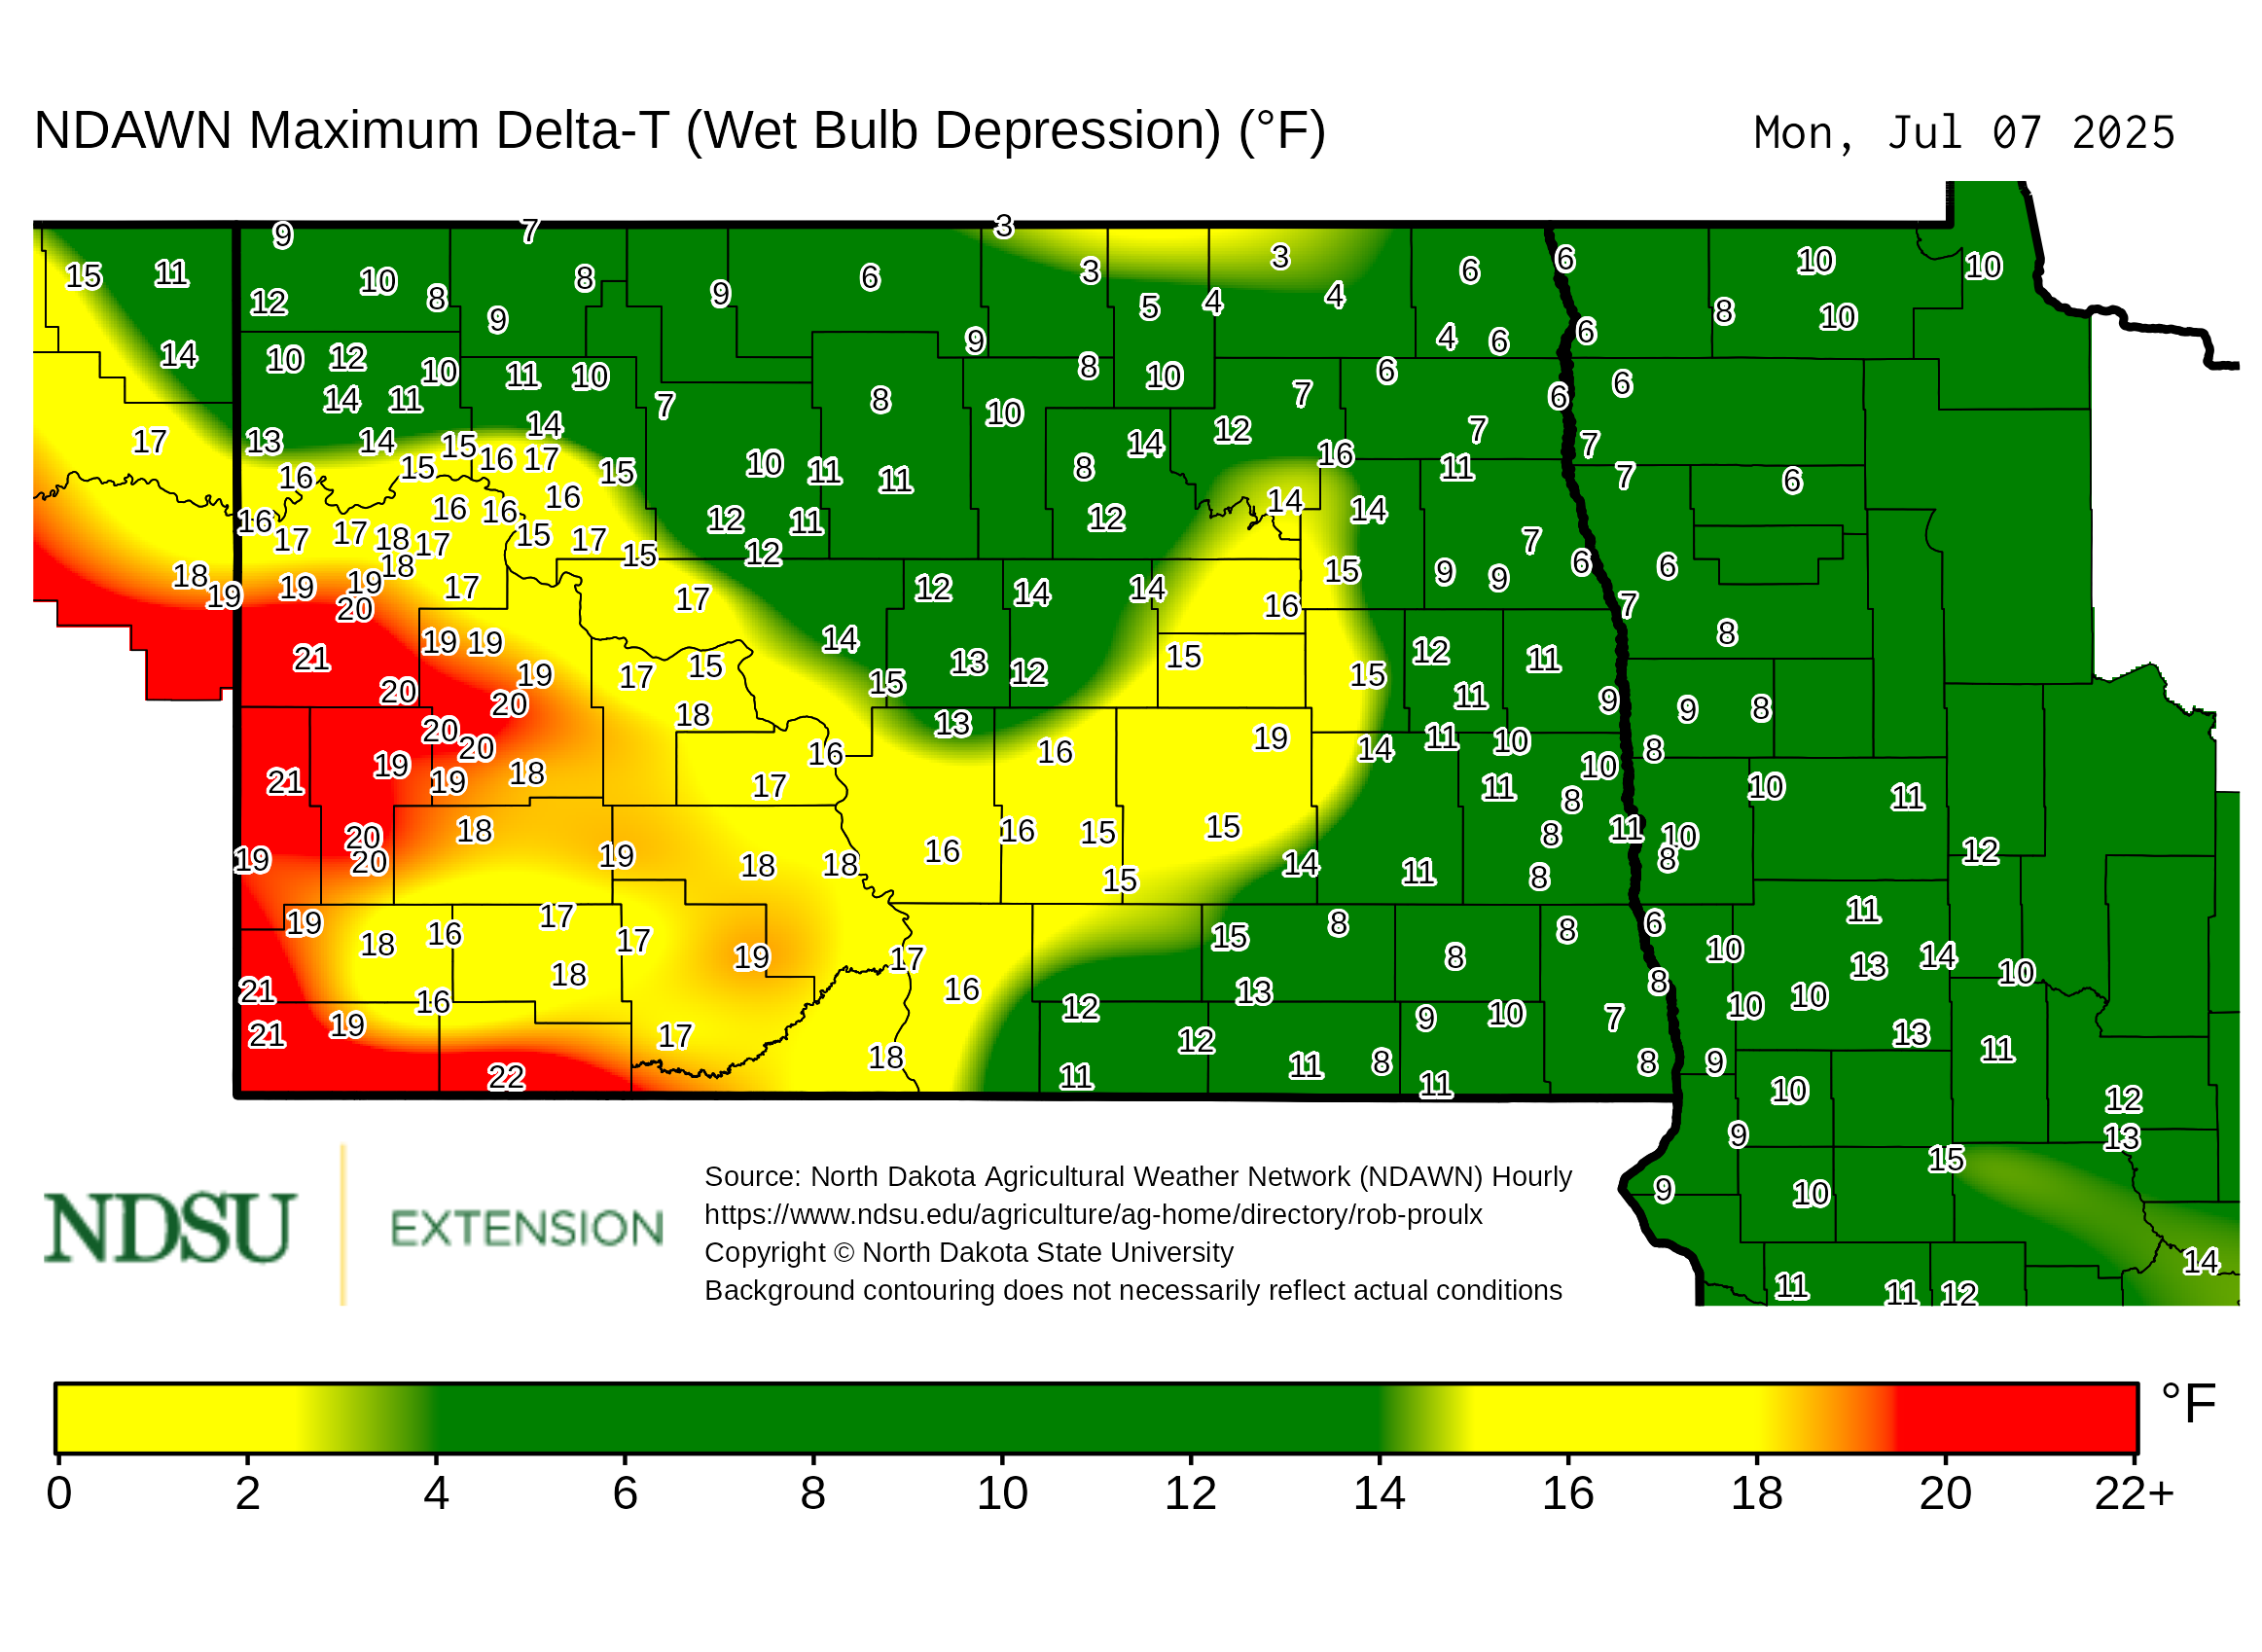 NDAWN Maximum Delta-T (Wet Bulb Depression) (°F)
Mon, Jul 07 2025
9 7 3
15 11 10 8 8 9 6 3 3 6 6 10 10
12 9 5 4 4 8 10
14 10 12 10 11 10 9 8 10 4 6 6
14 11 7 8 10 7 6 6 6
17 13 14 15 14 14 12 7 7
16 15 16 17 15 10 11 11 8 16 11 7 6
16 16 16 16 14 14
17 17 18 17 15 17 15 12 11 12 12 7
18 19 19 19 18 17 17 12 14 14 15 9 9 6 6
20 16 7
21 19 19 14 13 12 15 12 11 8
20 19 20 17 15 15 15 11 9 9 8
20 20 18 16 13 16 19 14 11 10 8
21 19 19 18 17 11 10 8 10 11
20 18 16 16 15 15 8 11 10
19 20 19 18 18 15 14 11 8 8 12
19 18 16 17 17 15 8 8 6 11
18 19 17 16 13 8 8 10 13 14 10
21 16 12 10 10
21 19 17 12 9 10 7 13
22 18 11 11 8 11 8 9 10 11
12
9 13
9 10 15
14
11 11 12
NDSU
EXTENSION
Source: North Dakota Agricultural Weather Network (NDAWN) Hourly
https://www.ndsu.edu/agriculture/ag-home/directory/rob-proulx
Copyright © North Dakota State University
Background contouring does not necessarily reflect actual conditions
°F
0 2 4 6 8 10 12 14 16 18 20 22+